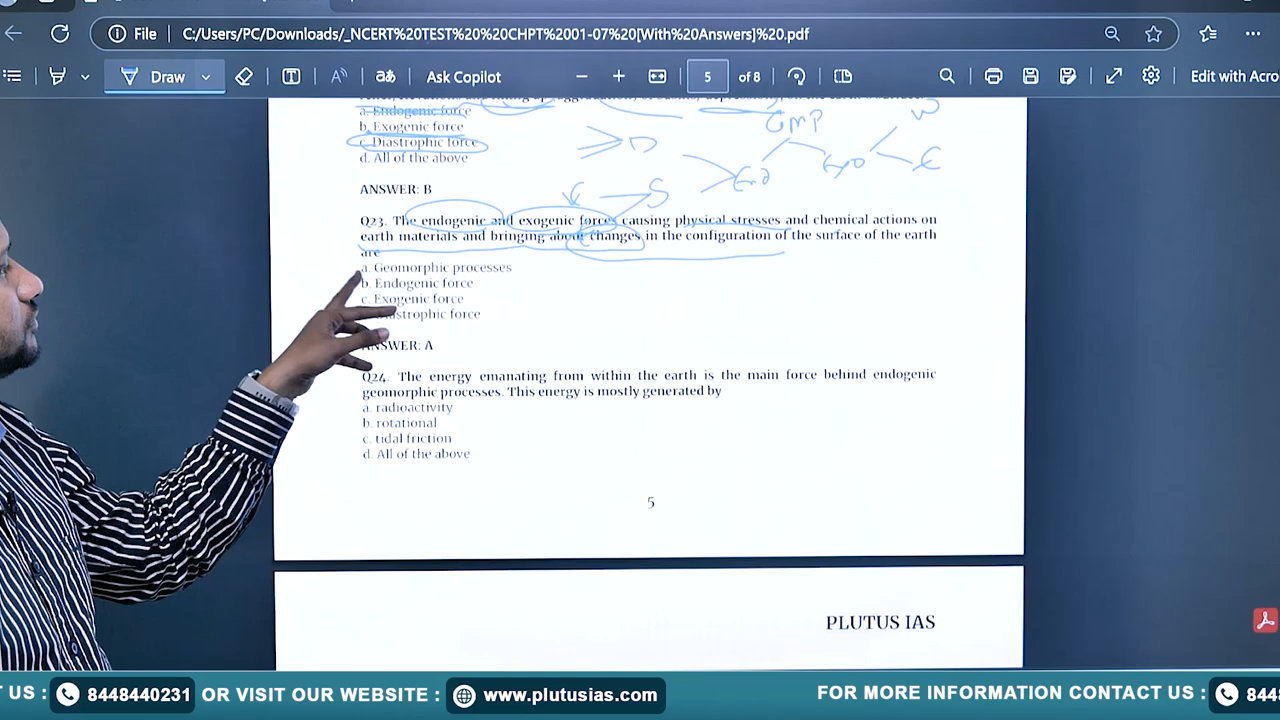 File C:/Users/PC/Downloads/_NCERT%20TEST%20%20CHPT%2001-07%20[With%20Answers]%20.pdf
Draw Ask Copilot 5 of 8 Edit with Acro
a. Endogenic force
b. Exogenic force
c. Diastrophic force
d. All of the above
ANSWER: B
Q23. The endogenic and exogenic forces causing physical stresses and chemical actions on
earth materials and bringing about changes in the configuration of the surface of the earth
are
a. Geomorphic processes
b. Endogenic force
c. Exogenic force
Diastrophic force
ANSWER: A
Q24. The energy emanating from within the earth is the main force behind endogenic
geomorphic processes. This energy is mostly generated by
a. radioactivity
b. rotational
c. tidal friction
d. All of the above
5
PLUTUS IAS
T US : 8448440231 OR VISIT OUR WEBSITE : www.plutusias.com FOR MORE INFORMATION CONTACT US : 844